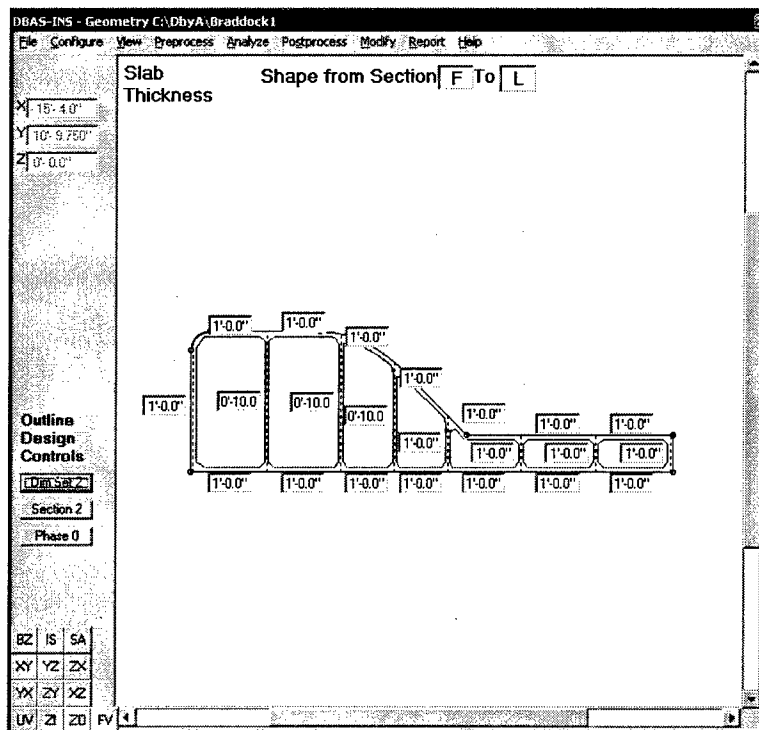 DBAS-INS - Geometry C:\DbyA\Braddock1
File Configure View Preprocess Analyze Postprocess Modify Report Help
Slab Thickness
Shape from Section F To L
X -15'-4.0"
Y 10'-9.750"
Z 0'-0.0"
1'-0.0" 1'-0.0"
1'-0.0"
1'-0.0"
1'-0.0" 0'-10.0 0'-10.0 0'-10.0 1'-0.0" 1'-0.0" 1'-0.0"
1'-0.0" 1'-0.0" 1'-0.0" 1'-0.0"
1'-0.0" 1'-0.0" 1'-0.0" 1'-0.0" 1'-0.0" 1'-0.0" 1'-0.0"
Outline
Design
Controls
Dim Set 2
Section 2
Phase 0
BZ IS SA
XY YZ ZX
YX ZY XZ
UV ZI ZO FV